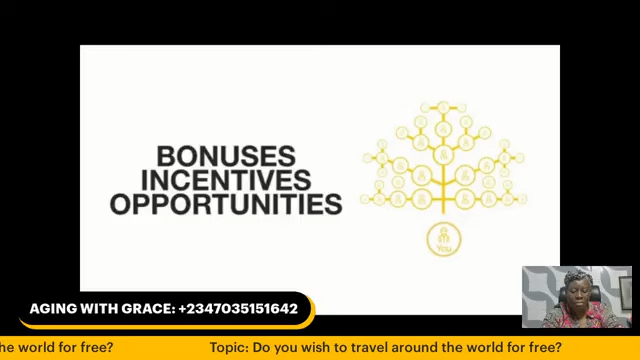 BONUSES
INCENTIVES
OPPORTUNITIES
You
AGING WITH GRACE: +2347035151642
he world for free?
Topic: Do you wish to travel around the world for free?